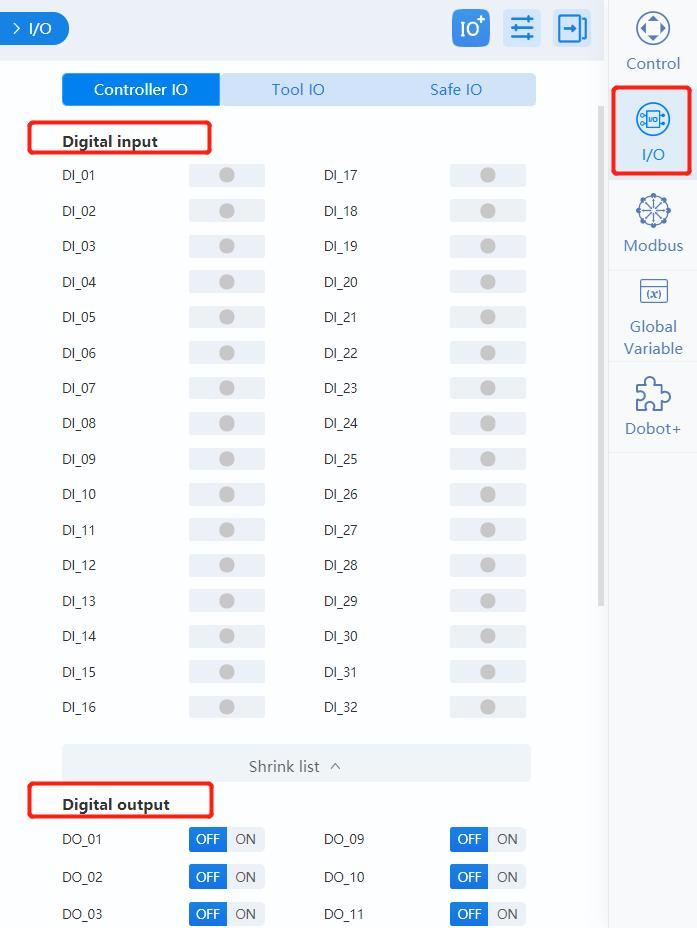 I/O
IO+
Control
Controller IO Tool IO Safe IO
I/O
Digital input
DI_01 DI_17
DI_02 DI_18
DI_03 DI_19
Modbus
DI_04 DI_20
DI_05 DI_21
(x)
Global
Variable
DI_06 DI_22
DI_07 DI_23
DI_08 DI_24
Dobot+
DI_09 DI_25
DI_10 DI_26
DI_11 DI_27
DI_12 DI_28
DI_13 DI_29
DI_14 DI_30
DI_15 DI_31
DI_16 DI_32
Shrink list
Digital output
DO_01 OFF ON DO_09 OFF ON
DO_02 OFF ON DO_10 OFF ON
DO_03 OFF ON DO_11 OFF ON